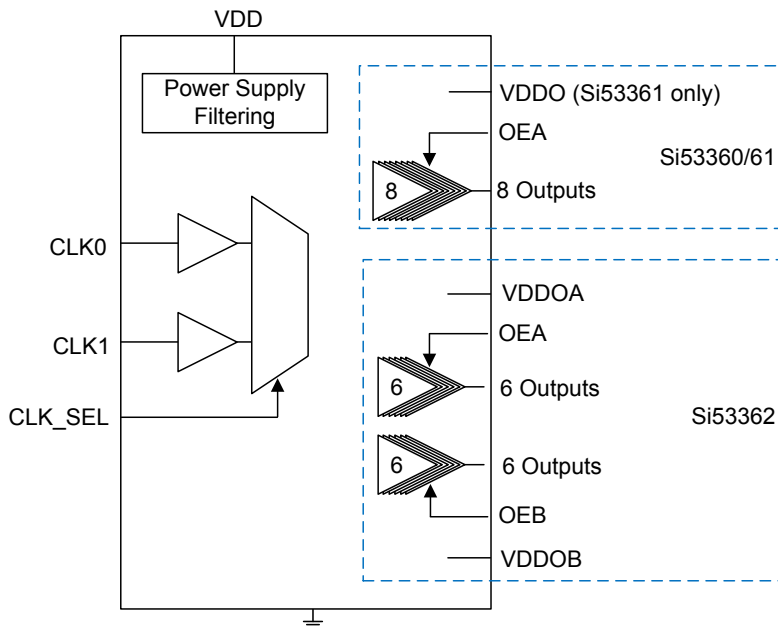 VDD
Power Supply
Filtering
VDDO (Si53361 only)
OEA
Si53360/61
8
8 Outputs
CLK0
VDDOA
OEA
CLK1
6
6 Outputs
CLK_SEL
Si53362
6
6 Outputs
OEB
VDDOB